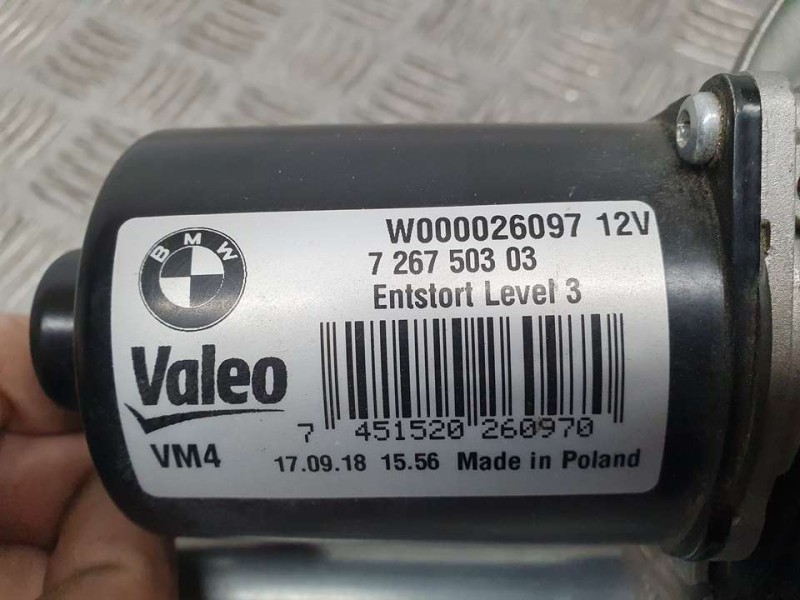 W000026097 12V
7 267 503 03
Entstort Level 3
BMW
Valeo
7 451520 260970
VM4
17.09.18 15.56 Made in Poland